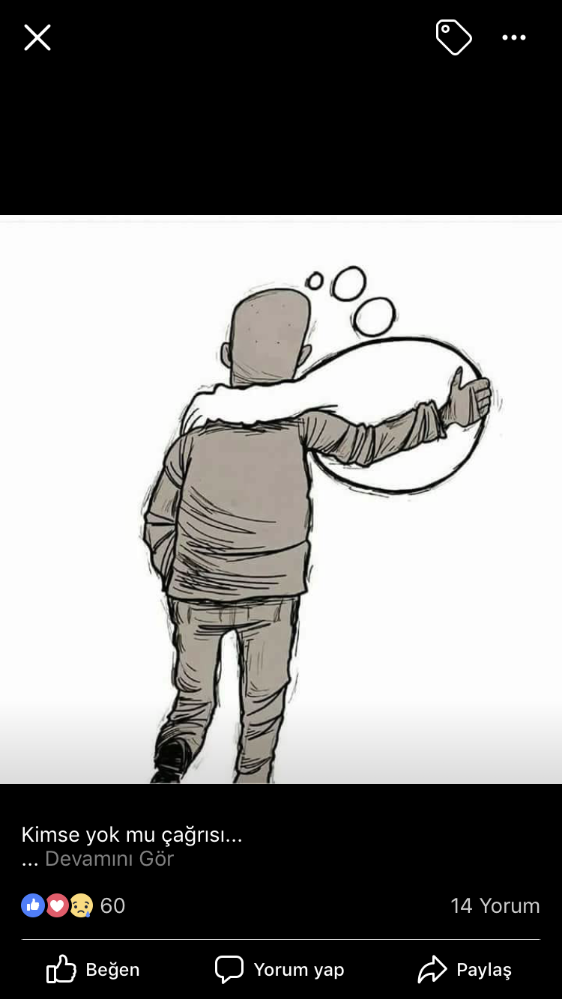 Kimse yok mu çağrısı...
... Devamını Gör
60
14 Yorum
Beğen
Yorum yap
Paylaş